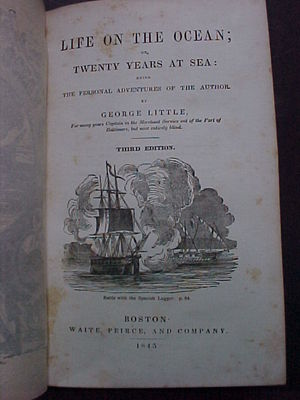 LIFE ON THE OCEAN;
OR,
TWENTY YEARS AT SEA:
BEING
THE PERSONAL ADVENTURES OF THE AUTHOR.
BY
GEORGE LITTLE,
For many years Captain in the Merchant Service out of the Port of
Baltimore, but now entirely blind.
THIRD EDITION.
Battle with the Spanish Lugger. p. 84.
BOSTON:
WAITE, PEIRCE, AND COMPANY.
1845